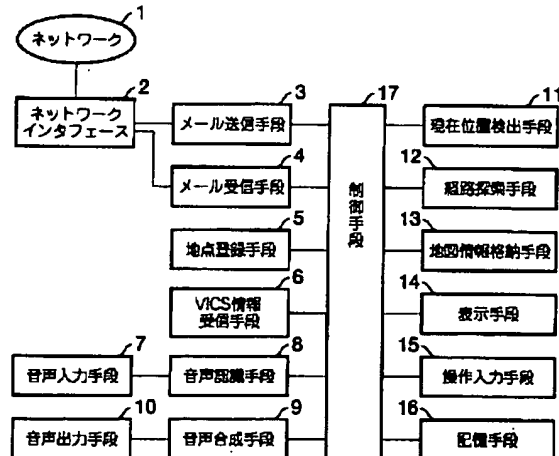 1
ネットワーク
2
ネットワーク
インタフェース
3
メール送信手段
17
制御手段
11
現在位置検出手段
4
メール受信手段
12
経路探索手段
5
地点登録手段
13
地図情報格納手段
6
VICS情報
受信手段
14
表示手段
7
音声入力手段
8
音声認識手段
15
操作入力手段
10
音声出力手段
9
音声合成手段
16
記憶手段